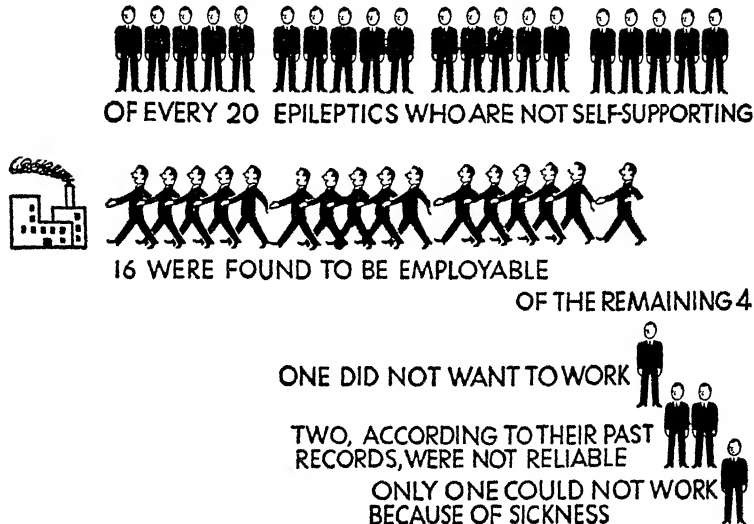 OF EVERY 20 EPILEPTICS WHO ARE NOT SELF-SUPPORTING
16 WERE FOUND TO BE EMPLOYABLE
OF THE REMAINING 4
ONE DID NOT WANT TO WORK
TWO, ACCORDING TO THEIR PAST
RECORDS, WERE NOT RELIABLE
ONLY ONE COULD NOT WORK
BECAUSE OF SICKNESS